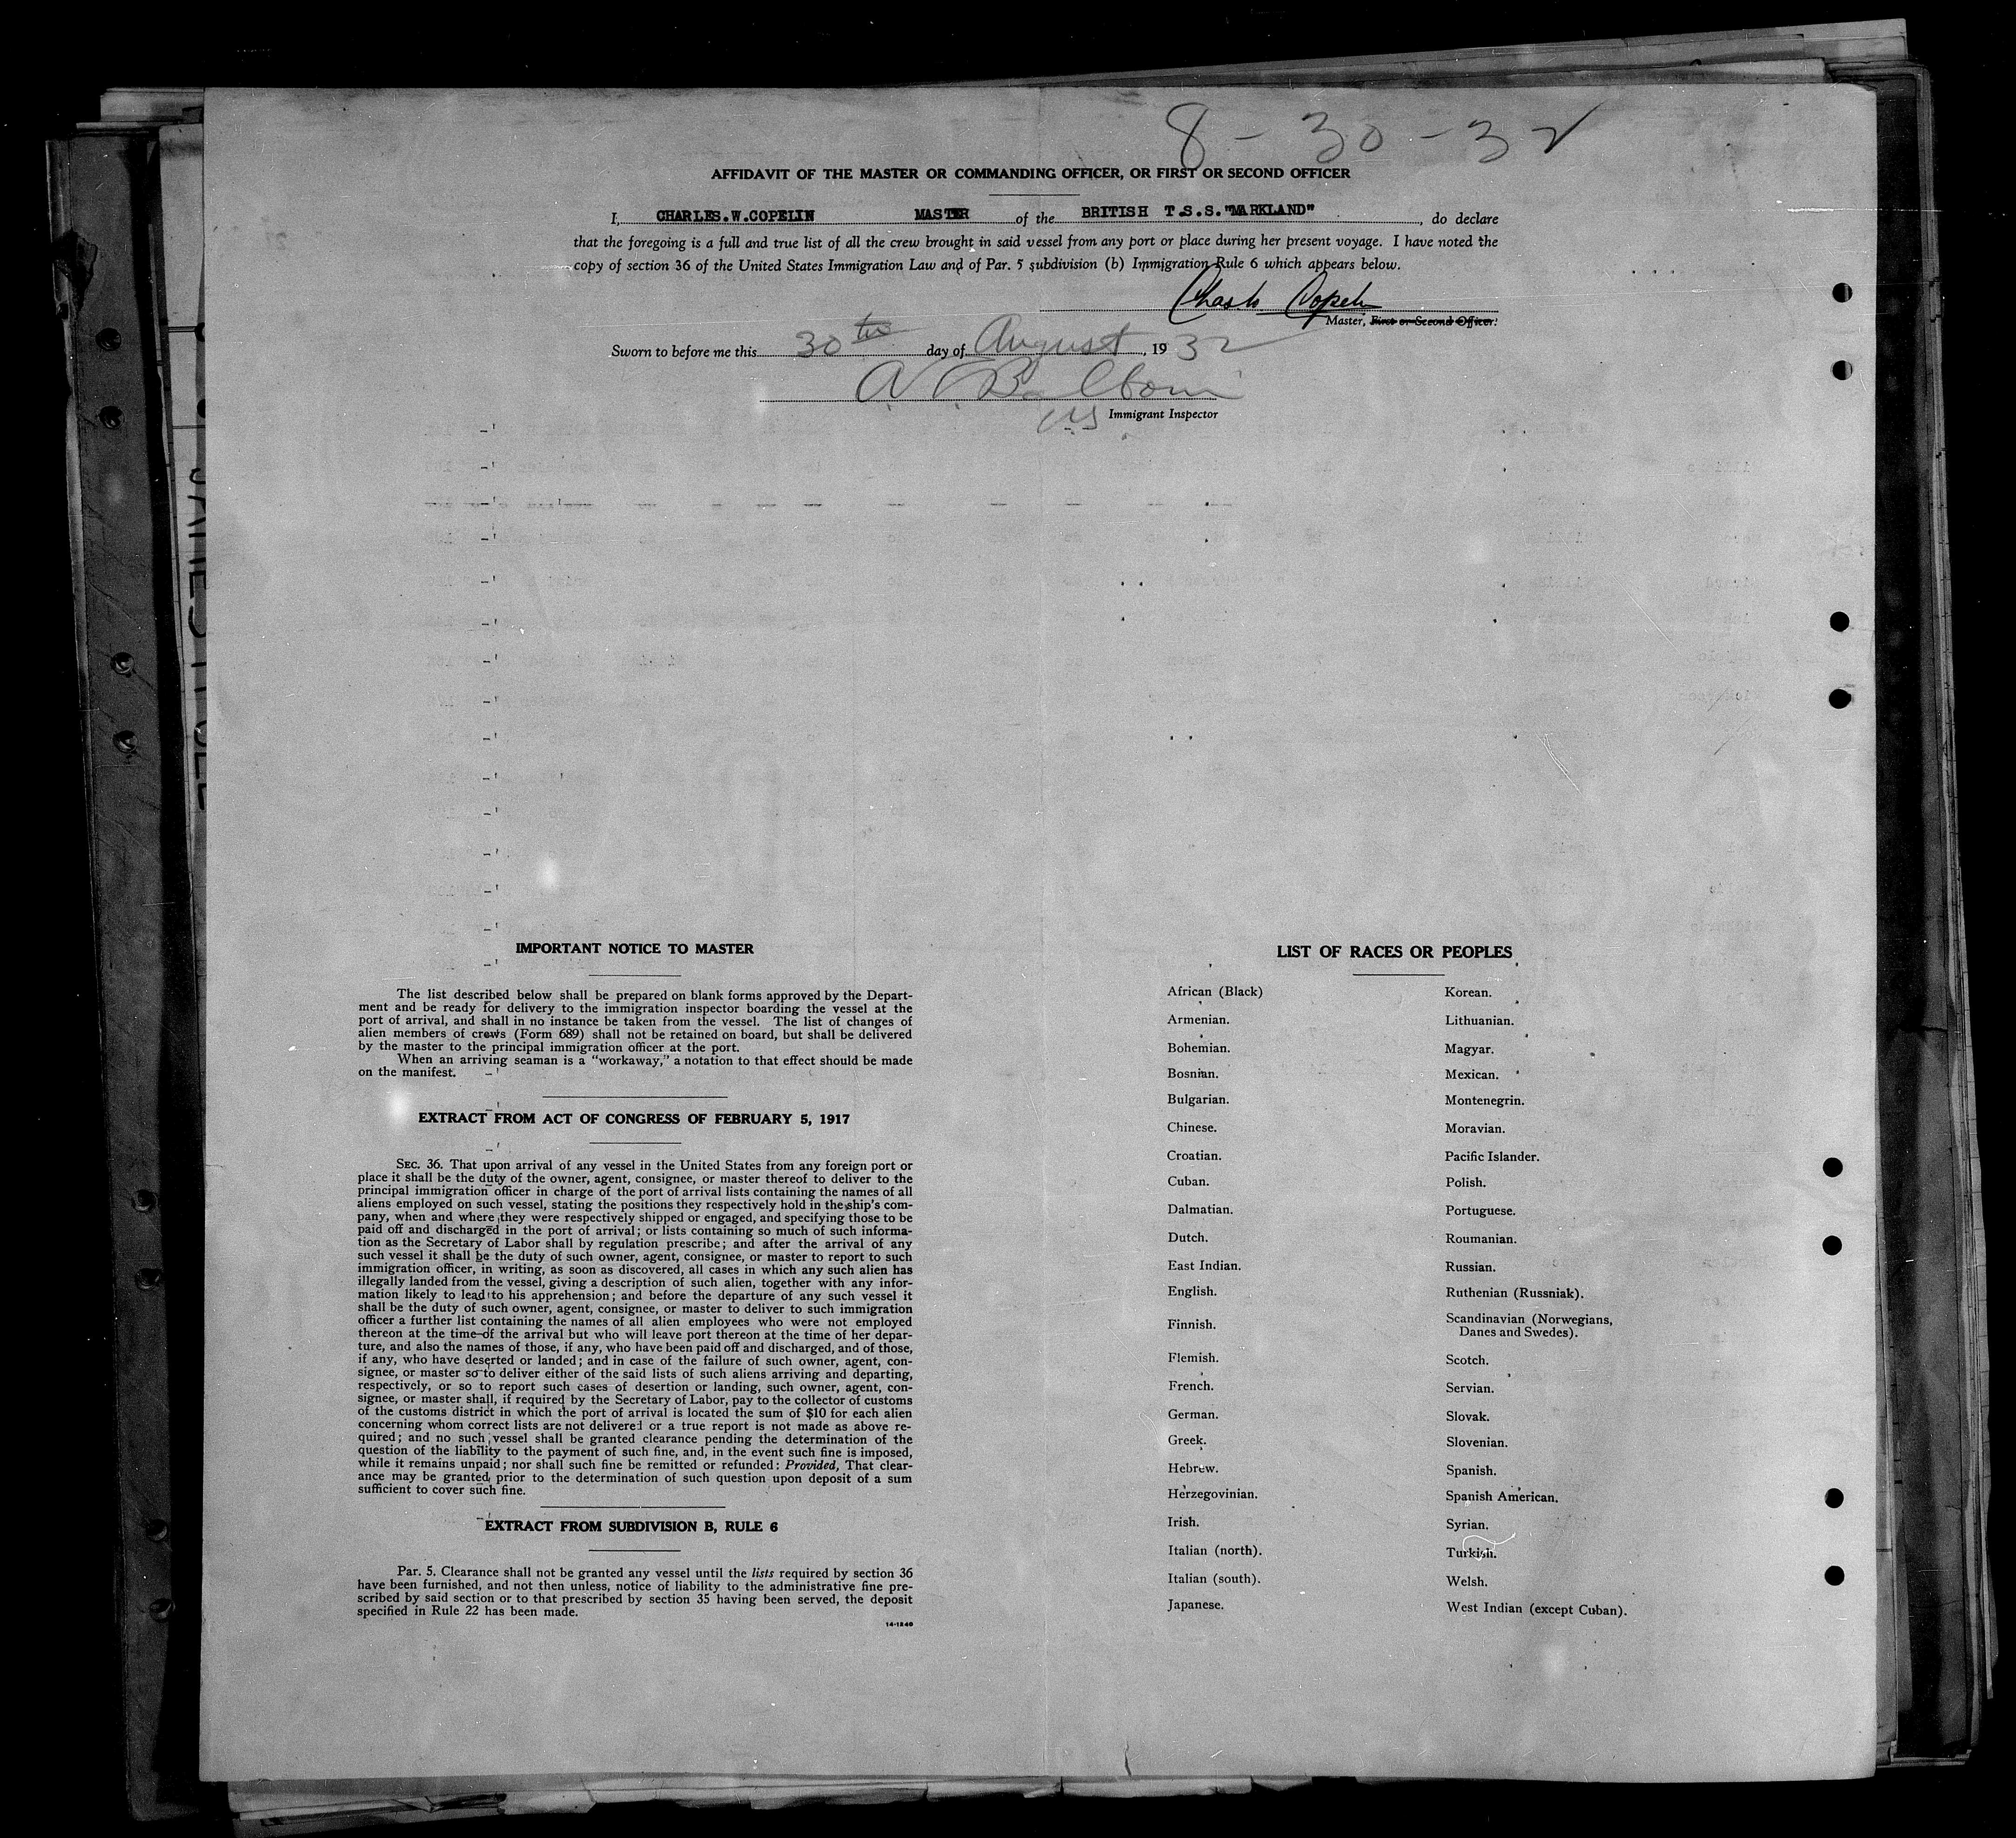 8-30-32
AFFIDAVIT OF THE MASTER OR COMMANDING OFFICER, OR FIRST OR SECOND OFFICER
I, CHARLES.W.COPELIN MASTER of the BRITISH T.S.S."MARKLAND", do declare
that the foregoing is a full and true list of all the crew brought in said vessel from any port or place during her present voyage. I have noted the
copy of section 36 of the United States Immigration Law and of Par. 5 subdivision (b) Immigration Rule 6 which appears below.
Master, First or Second Officer.
Sworn to before me this 30th day of August, 1932
Immigrant Inspector
IMPORTANT NOTICE TO MASTER
The list described below shall be prepared on blank forms approved by the Depart-
ment and be ready for delivery to the immigration inspector boarding the vessel at the
port of arrival, and shall in no instance be taken from the vessel. The list of changes of
alien members of crews (Form 689) shall not be retained on board, but shall be delivered
by the master to the principal immigration officer at the port.
When an arriving seaman is a "workaway," a notation to that effect should be made
on the manifest.
EXTRACT FROM ACT OF CONGRESS OF FEBRUARY 5, 1917
SEC. 36. That upon arrival of any vessel in the United States from any foreign port or
place it shall be the duty of the owner, agent, consignee, or master thereof to deliver to the
principal immigration officer in charge of the port of arrival lists containing the names of all
aliens employed on such vessel, stating the positions they respectively hold in the ship's com-
pany, when and where they were respectively shipped or engaged, and specifying those to be
paid off and discharged in the port of arrival; or lists containing so much of such informa-
tion as the Secretary of Labor shall by regulation prescribe; and after the arrival of any
such vessel it shall be the duty of such owner, agent, consignee, or master to report to such
immigration officer, in writing, as soon as discovered, all cases in which any such alien has
illegally landed from the vessel, giving a description of such alien, together with any infor-
mation likely to lead to his apprehension; and before the departure of any such vessel it
shall be the duty of such owner, agent, consignee, or master to deliver to such immigration
officer a further list containing the names of all alien employees who were not employed
thereon at the time of the arrival but who will leave port thereon at the time of her depar-
ture, and also the names of those, if any, who have been paid off and discharged, and of those,
if any, who have deserted or landed; and in case of the failure of such owner, agent, con-
signee, or master so to deliver either of the said lists of such aliens arriving and departing,
respectively, or so to report such cases of desertion or landing, such owner, agent, con-
signee, or master shall, if required by the Secretary of Labor, pay to the collector of customs
of the customs district in which the port of arrival is located the sum of $10 for each alien
concerning whom correct lists are not delivered or a true report is not made as above re-
quired; and no such vessel shall be granted clearance pending the determination of the
question of the liability to the payment of such fine, and, in the event such fine is imposed,
while it remains unpaid; nor shall such fine be remitted or refunded: Provided, That clear-
ance may be granted prior to the determination of such question upon deposit of a sum
sufficient to cover such fine.
EXTRACT FROM SUBDIVISION B, RULE 6
Par. 5. Clearance shall not be granted any vessel until the lists required by section 36
have been furnished, and not then unless, notice of liability to the administrative fine pre-
scribed by said section or to that prescribed by section 35 having been served, the deposit
specified in Rule 22 has been made.
14-1240
LIST OF RACES OR PEOPLES
African (Black)
Armenian.
Bohemian.
Bosnian.
Bulgarian.
Chinese.
Croatian.
Cuban.
Dalmatian.
Dutch.
East Indian.
English.
Finnish.
Flemish.
French.
German.
Greek.
Hebrew.
Herzegovinian.
Irish.
Italian (north).
Italian (south).
Japanese.
Korean.
Lithuanian.
Magyar.
Mexican.
Montenegrin.
Moravian.
Pacific Islander.
Polish.
Portuguese.
Roumanian.
Russian.
Ruthenian (Russniak).
Scandinavian (Norwegians,
Danes and Swedes).
Scotch.
Servian.
Slovak.
Slovenian.
Spanish.
Spanish American.
Syrian.
Turkish.
Welsh.
West Indian (except Cuban).